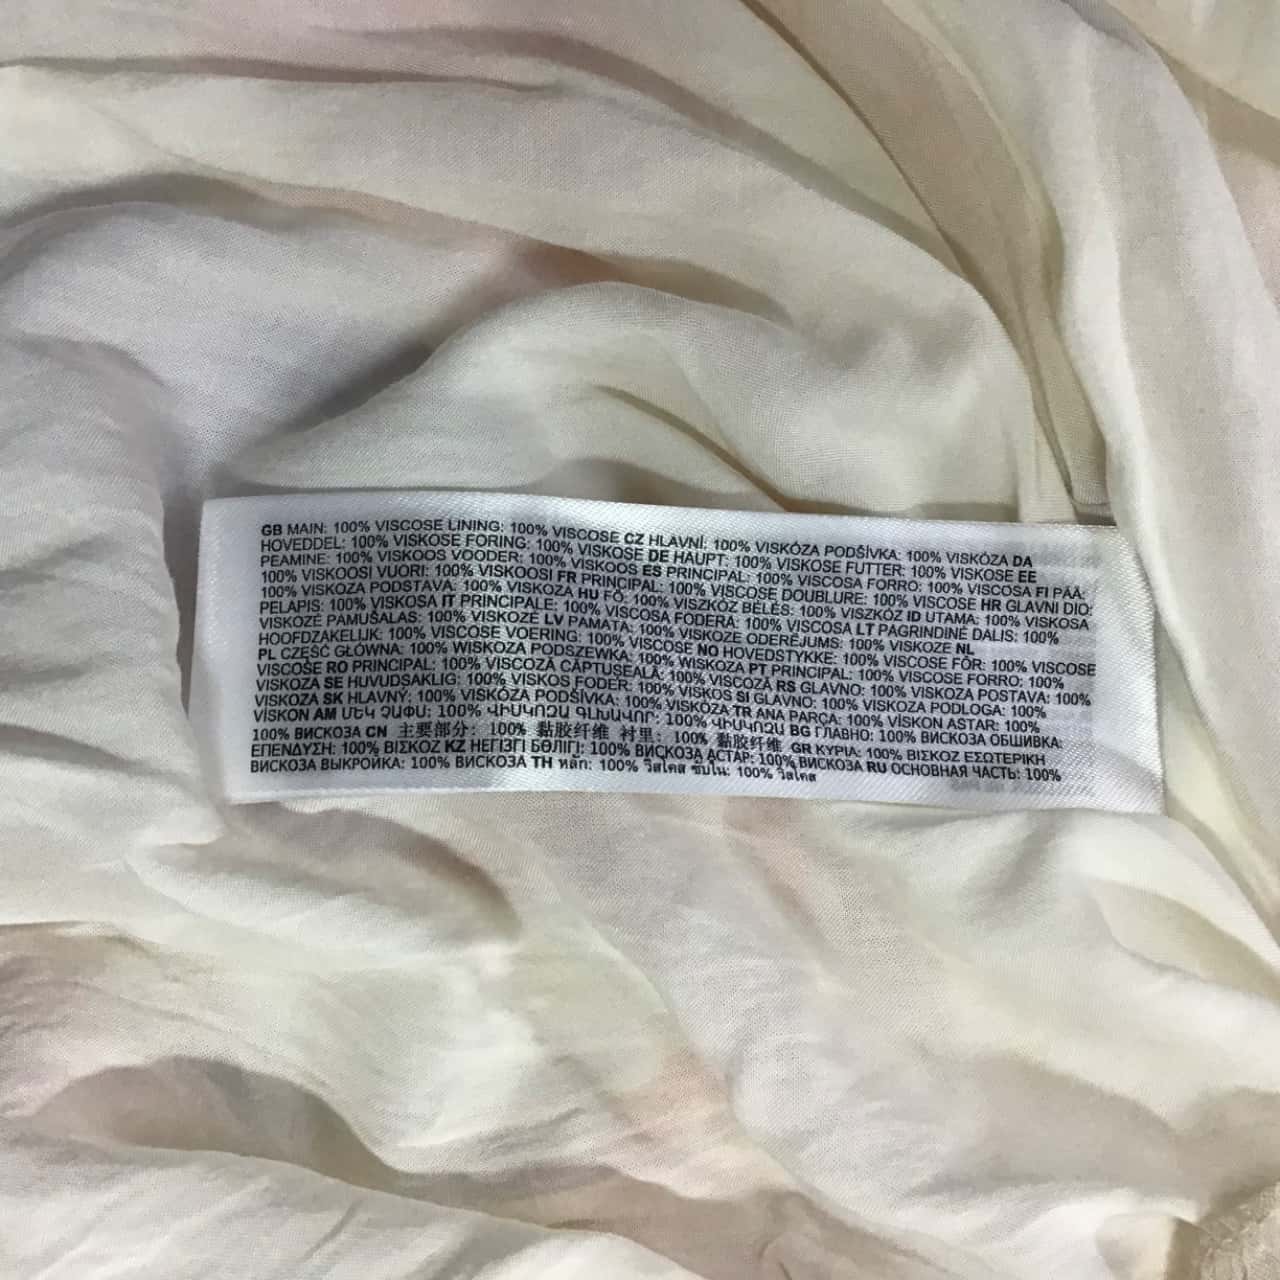 GB MAIN: 100% VISCOSE LINING: 100% VISCOSE CZ HLAVNÍ: 100% VISKÓZA PODŠÍVKA: 100% VISKÓZA DA
HOVEDDEL: 100% VISKOSE FORING: 100% VISKOSE DE HAUPT: 100% VISKOSE FUTTER: 100% VISKOSE EE
PEAMINE: 100% VISKOOS VOODER: 100% VISKOOS ES PRINCIPAL: 100% VISCOSA FORRO: 100% VISCOSA FI PÄÄ:
100% VISKOOSI VUORI: 100% VISKOOSI FR PRINCIPAL: 100% VISCOSE DOUBLURE: 100% VISCOSE HR GLAVNI DIO:
100% VISKOZA PODSTAVA: 100% VISKOZA HU FŐ: 100% VISZKÓZ BÉLÉS: 100% VISZKÓZ ID UTAMA: 100% VISKOSA
PELAPIS: 100% VISKOSA IT PRINCIPALE: 100% VISCOSA FODERA: 100% VISCOSA LT PAGRINDINĖ DALIS: 100%
VISKOZĖ PAMUŠALAS: 100% VISKOZĖ LV PAMATA: 100% VISKOZE ODERĒJUMS: 100% VISKOZE NL
HOOFDZAKELIJK: 100% VISCOSE VOERING: 100% VISCOSE NO HOVEDSTYKKE: 100% VISCOSE FÔR: 100% VISCOSE
PL CZĘŚĆ GŁÓWNA: 100% WISKOZA PODSZEWKA: 100% WISKOZA PT PRINCIPAL: 100% VISCOSE FORRO: 100%
VISCOSE RO PRINCIPAL: 100% VISCOZĂ CĂPTUȘEALĂ: 100% VISCOZĂ RS GLAVNO: 100% VISKOZA POSTAVA: 100%
VISKOZA SE HUVUDSAKLIG: 100% VISKOS FODER: 100% VISKOS SI GLAVNO: 100% VISKOZA PODLOGA: 100%
VISKOZA SK HLAVNÝ: 100% VISKÓZA PODŠÍVKA: 100% VISKÓZA TR ANA PARÇA: 100% VİSKON ASTAR: 100%
VİSKON AM ՄԵԿ ՉԱՓՍ: 100% ՎԻՍԿՈԶԱ ԳԼԽԱՎՈՐ: 100% ՎԻՍԿՈԶԱ BG ГЛАВНО: 100% ВИСКОЗА ОБШИВКА:
100% ВИСКОЗА CN 主要部分: 100% 黏胶纤维 衬里: 100% 黏胶纤维 GR ΚΥΡΙΑ: 100% ΒΙΣΚΟΖ ΕΣΩΤΕΡΙΚΗ
ΕΠΕΝΔΥΣΗ: 100% ΒΙΣΚΟΖ KZ НЕГІЗГІ БӨЛІГІ: 100% ВИСКОЗА АСТАР: 100% ВИСКОЗА RU ОСНОВНАЯ ЧАСТЬ: 100%
ВИСКОЗА ВЫКРОЙКА: 100% ВИСКОЗА TH หลัก: 100% วิสโคส ซับใน: 100% วิสโคส